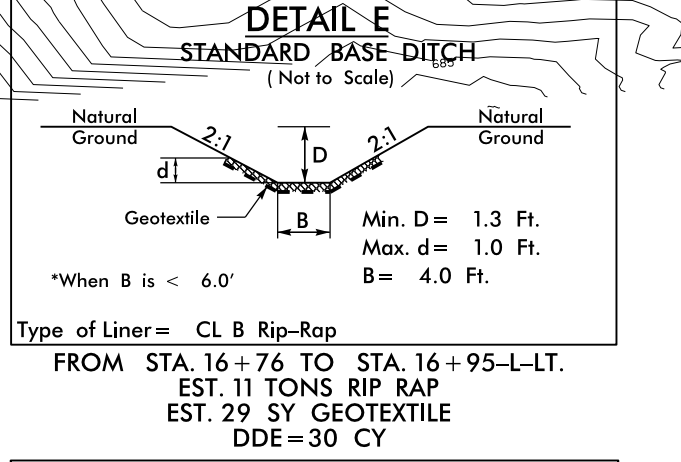 DETAIL E
STANDARD BASE DITCH
685
( Not to Scale)
Natural
Ground
2:1
D
2:1
Natural
Ground
d
Geotextile
B
Min. D = 1.3 Ft.
Max. d = 1.0 Ft.
B = 4.0 Ft.
*When B is < 6.0'
Type of Liner = CL B Rip-Rap
FROM STA. 16+76 TO STA. 16+95-L-LT.
EST. 11 TONS RIP RAP
EST. 29 SY GEOTEXTILE
DDE = 30 CY